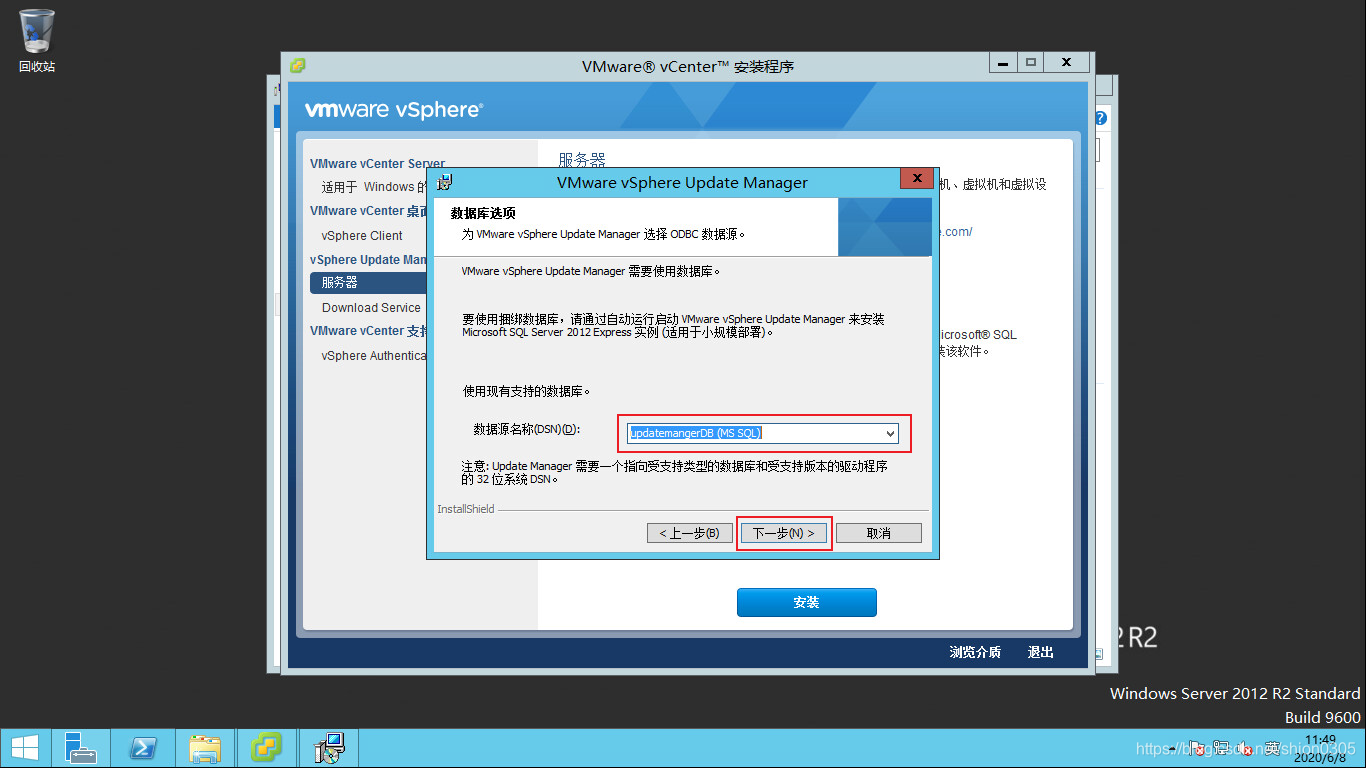 回收站
VMware® vCenter™ 安装程序
vmware vSphere®
VMware vCenter Server
适用于 Windows 的
VMware vCenter 桌面
vSphere Client
vSphere Update Man
服务器
Download Service
VMware vCenter 支持
vSphere Authentica
服务器
机、虚拟机和虚拟设
e.com/
icrosoft® SQL
装该软件。
VMware vSphere Update Manager
数据库选项
为 VMware vSphere Update Manager 选择 ODBC 数据源。
VMware vSphere Update Manager 需要使用数据库。
要使用捆绑数据库，请通过自动运行启动 VMware vSphere Update Manager 来安装
Microsoft SQL Server 2012 Express 实例 (适用于小规模部署)。
使用现有支持的数据库。
数据源名称(DSN)(D):
updatemangerDB (MS SQL)
注意: Update Manager 需要一个指向受支持类型的数据库和受支持版本的驱动程序
的 32 位系统 DSN。
InstallShield
< 上一步(B)
下一步(N) >
取消
安装
浏览介质
退出
2 R2
Windows Server 2012 R2 Standard
Build 9600
英
11:49
2020/6/8
https://blog.csdn.net/shion0305